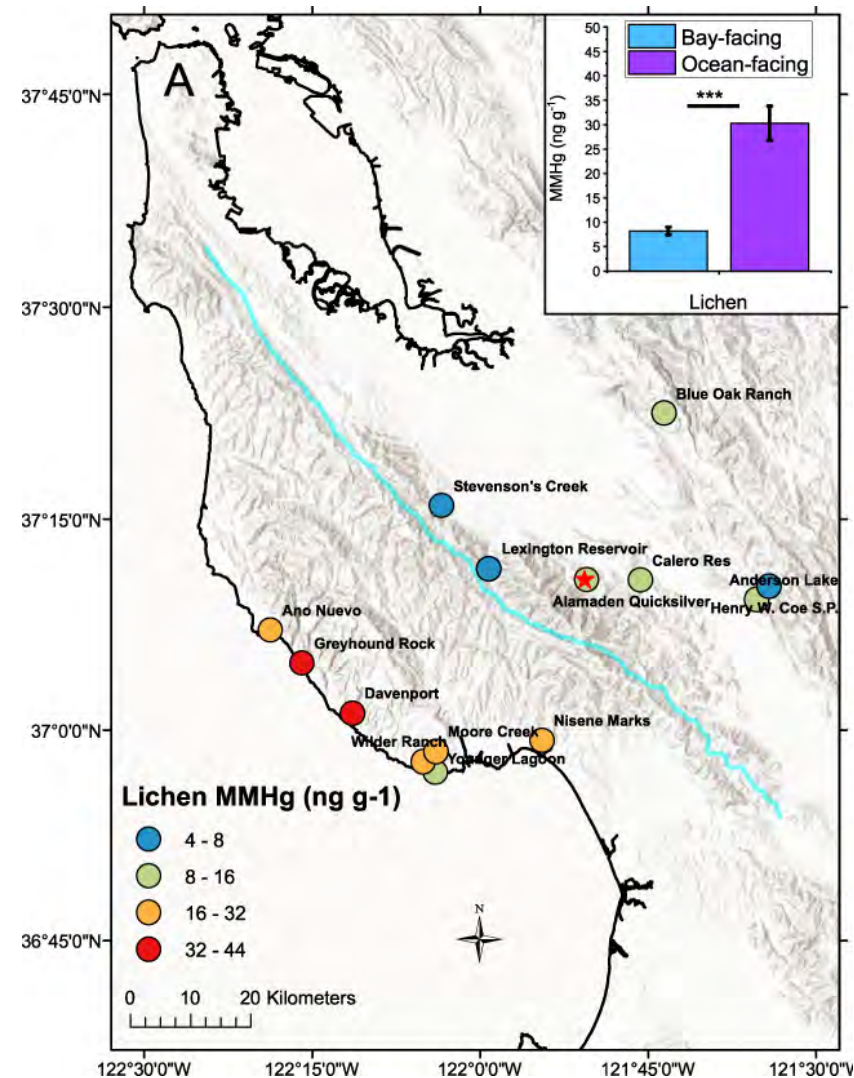 A
37°45'0"N
37°30'0"N
37°15'0"N
37°0'0"N
36°45'0"N
50
45
40
35
30
25
20
15
10
5
0
MMHg (ng g-1)
Bay-facing
Ocean-facing
***
Lichen
Blue Oak Ranch
Stevenson's Creek
Lexington Reservoir
Calero Res
Anderson Lake
Alamaden Quicksilver
Henry W. Coe S.P.
Ano Nuevo
Greyhound Rock
Davenport
Nisene Marks
Moore Creek
Wilder Ranch
Younger Lagoon
Lichen MMHg (ng g-1)
4 - 8
8 - 16
16 - 32
32 - 44
N
0 10 20 Kilometers
122°30'0"W 122°15'0"W 122°0'0"W 121°45'0"W 121°30'0"W